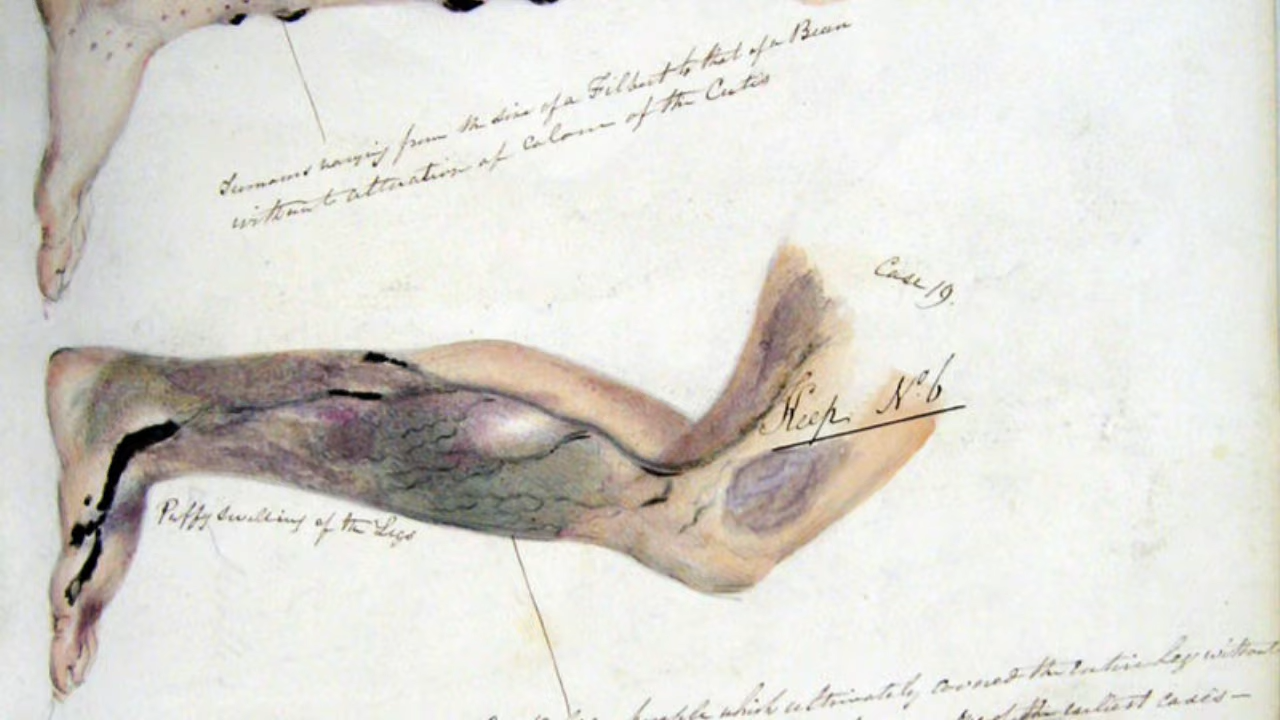 Tumours varying from the size of a Filbert to that of a Bean
without altuation of Colour of the Cutis
Case 19.
Keep No. 6
Puffy swelling of the Legs
purple which ultimately covered the entire Leg without
of the earliest cases—